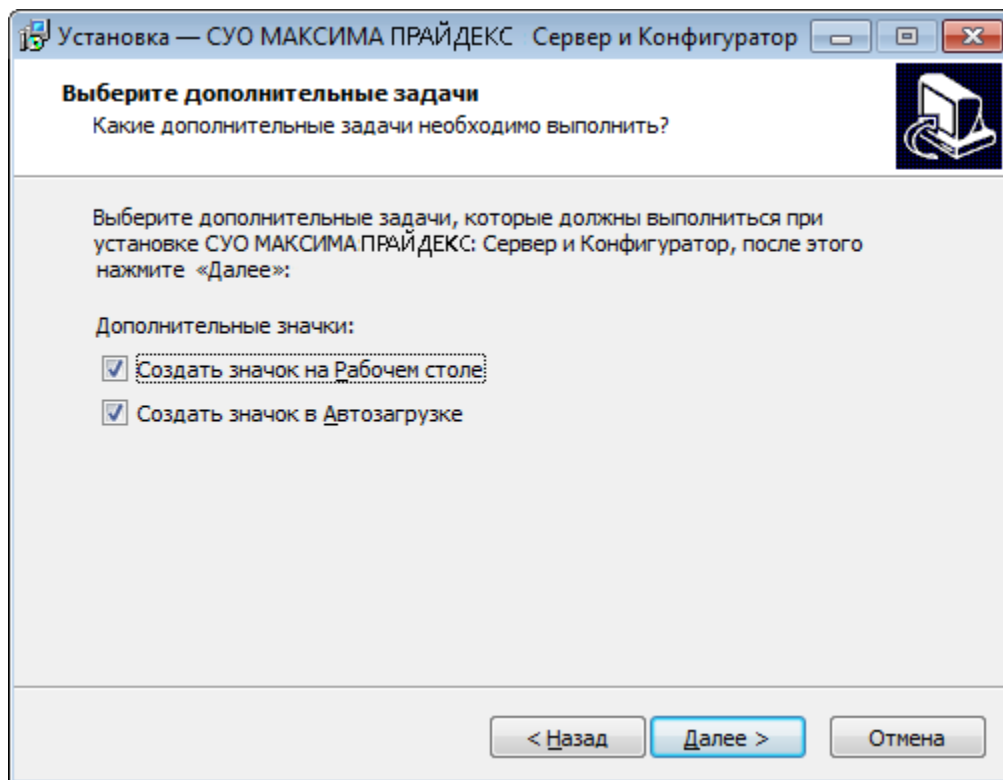 Установка — СУО МАКСИМА ПРАЙДЕКС Сервер и Конфигуратор
Выберите дополнительные задачи
Какие дополнительные задачи необходимо выполнить?
Выберите дополнительные задачи, которые должны выполниться при
установке СУО МАКСИМА ПРАЙДЕКС: Сервер и Конфигуратор, после этого
нажмите «Далее»:
Дополнительные значки:
Создать значок на Рабочем столе
Создать значок в Автозагрузке
< Назад Далее > Отмена